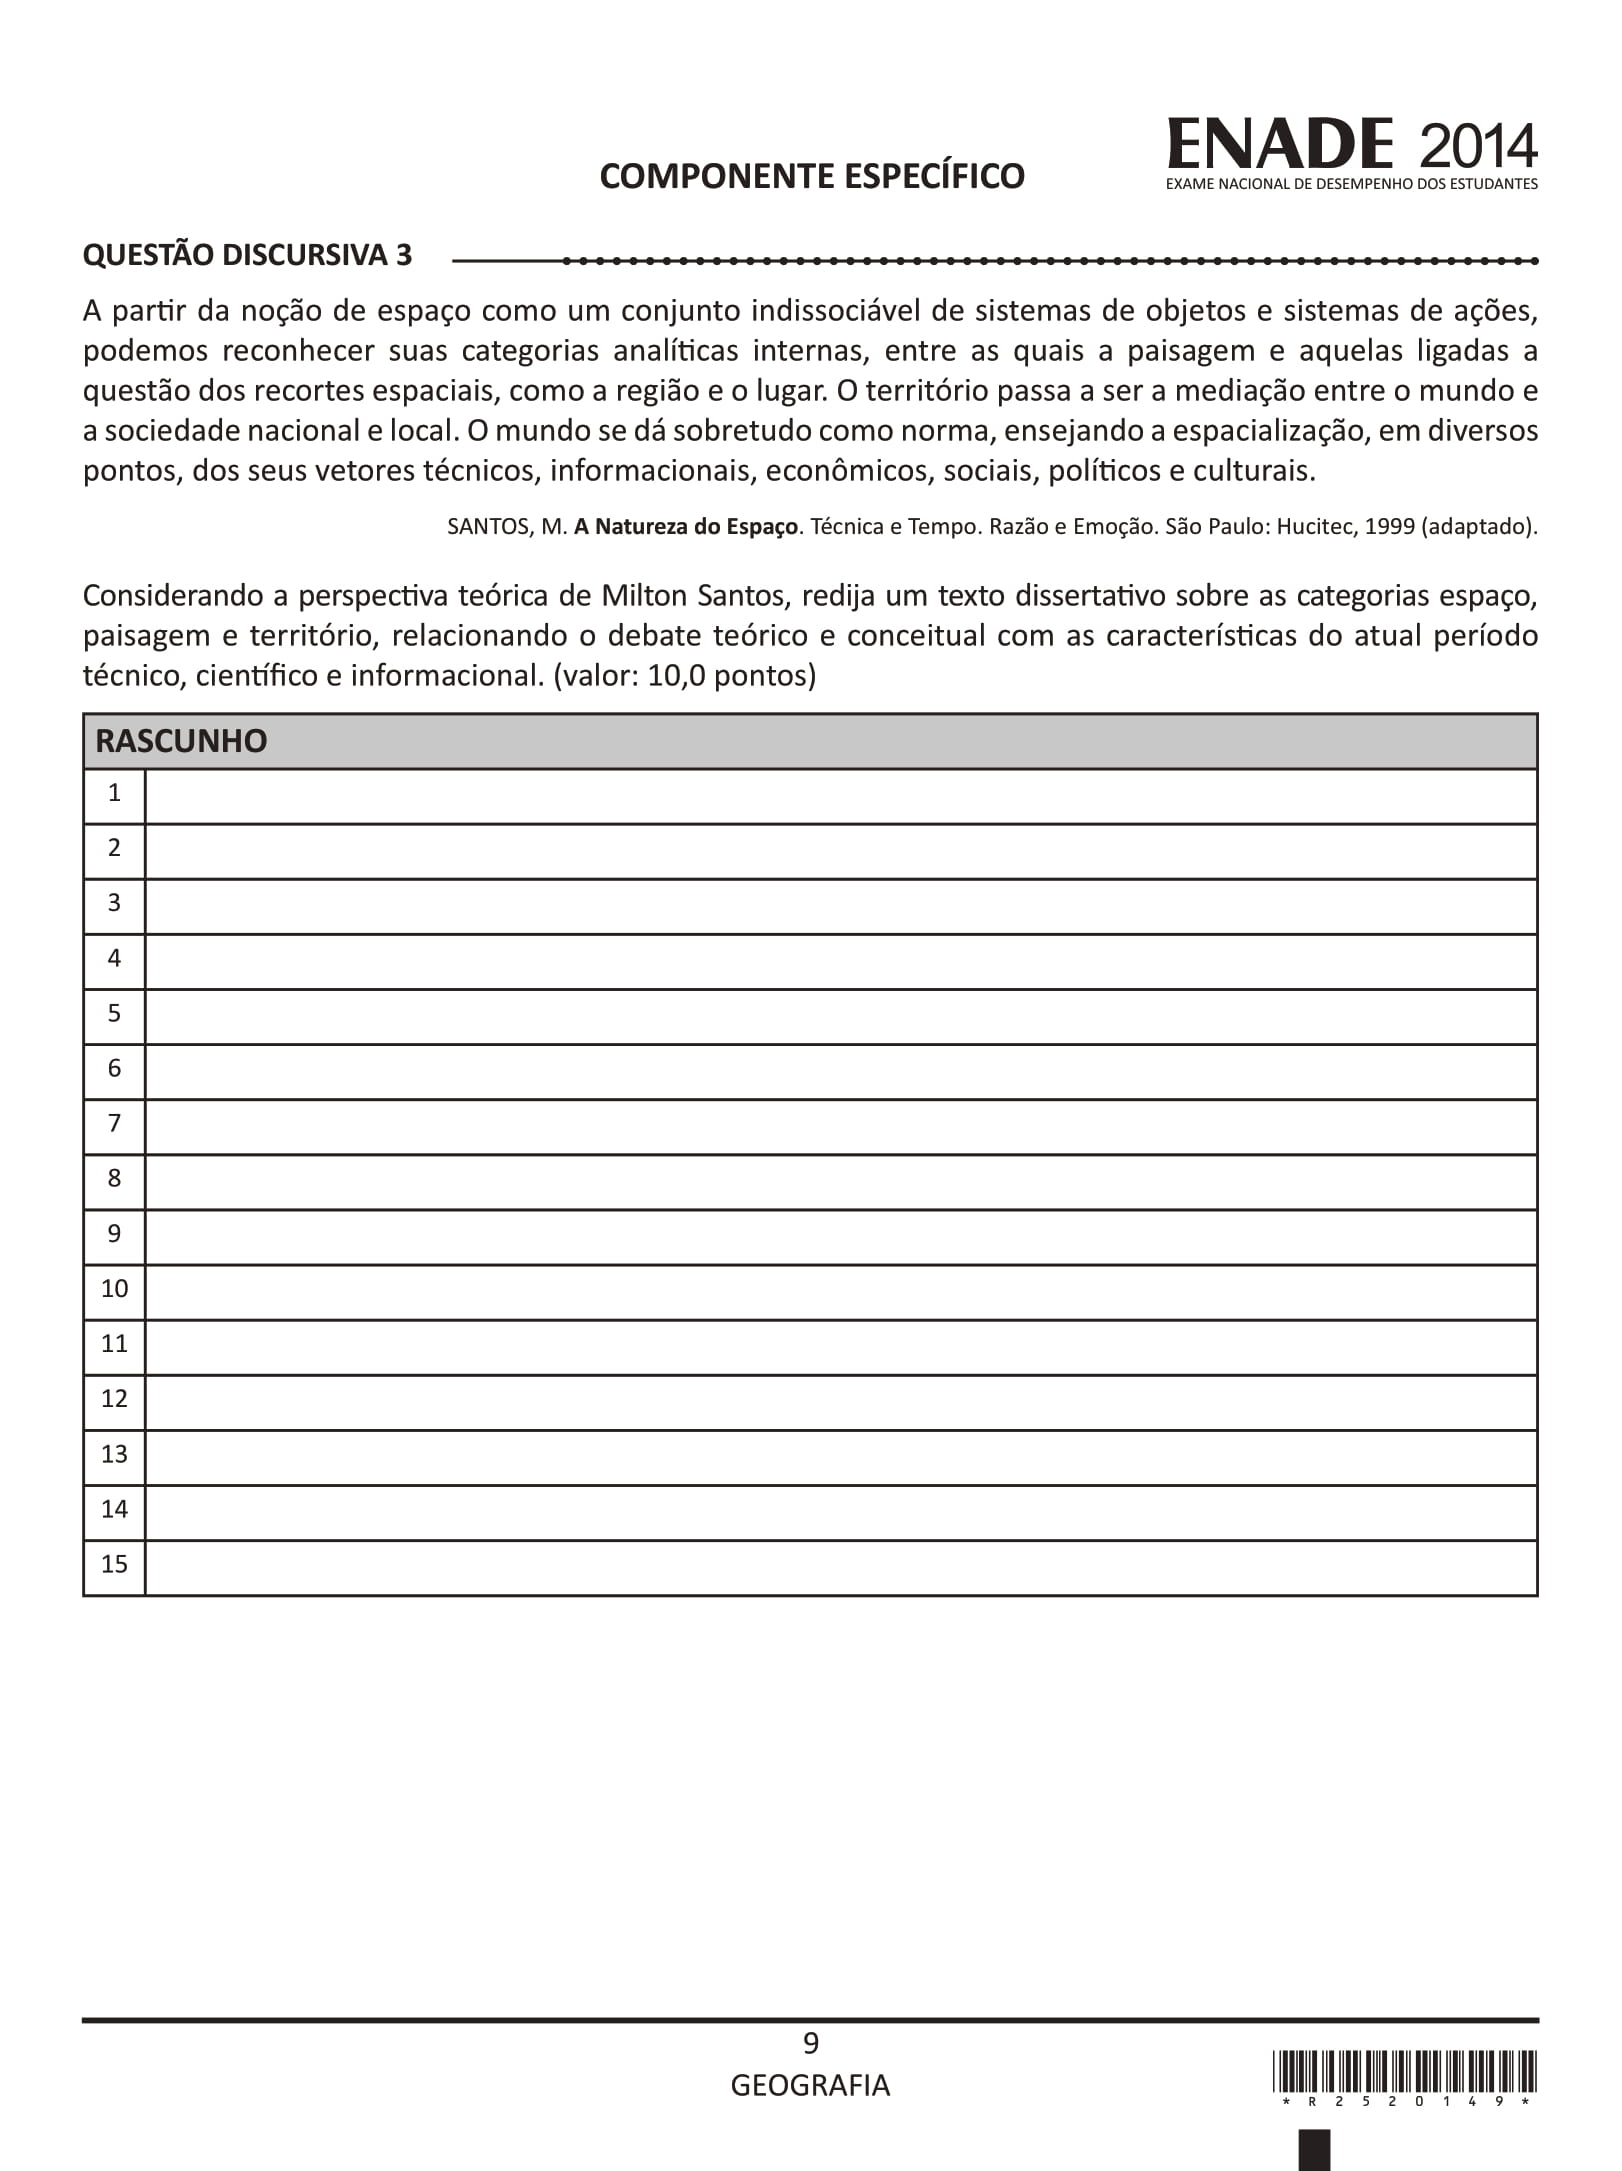 ENADE 2014
EXAME NACIONAL DE DESEMPENHO DOS ESTUDANTES
COMPONENTE ESPECÍFICO
QUESTÃO DISCURSIVA 3
A partir da noção de espaço como um conjunto indissociável de sistemas de objetos e sistemas de ações,
podemos reconhecer suas categorias analíticas internas, entre as quais a paisagem e aquelas ligadas a
questão dos recortes espaciais, como a região e o lugar. O território passa a ser a mediação entre o mundo e
a sociedade nacional e local. O mundo se dá sobretudo como norma, ensejando a espacialização, em diversos
pontos, dos seus vetores técnicos, informacionais, econômicos, sociais, políticos e culturais.
SANTOS, M. A Natureza do Espaço. Técnica e Tempo. Razão e Emoção. São Paulo: Hucitec, 1999 (adaptado).
Considerando a perspectiva teórica de Milton Santos, redija um texto dissertativo sobre as categorias espaço,
paisagem e território, relacionando o debate teórico e conceitual com as características do atual período
técnico, científico e informacional. (valor: 10,0 pontos)
RASCUNHO
1
2
3
4
5
6
7
8
9
10
11
12
13
14
15
9
GEOGRAFIA
* R 2 5 2 0 1 4 9 *